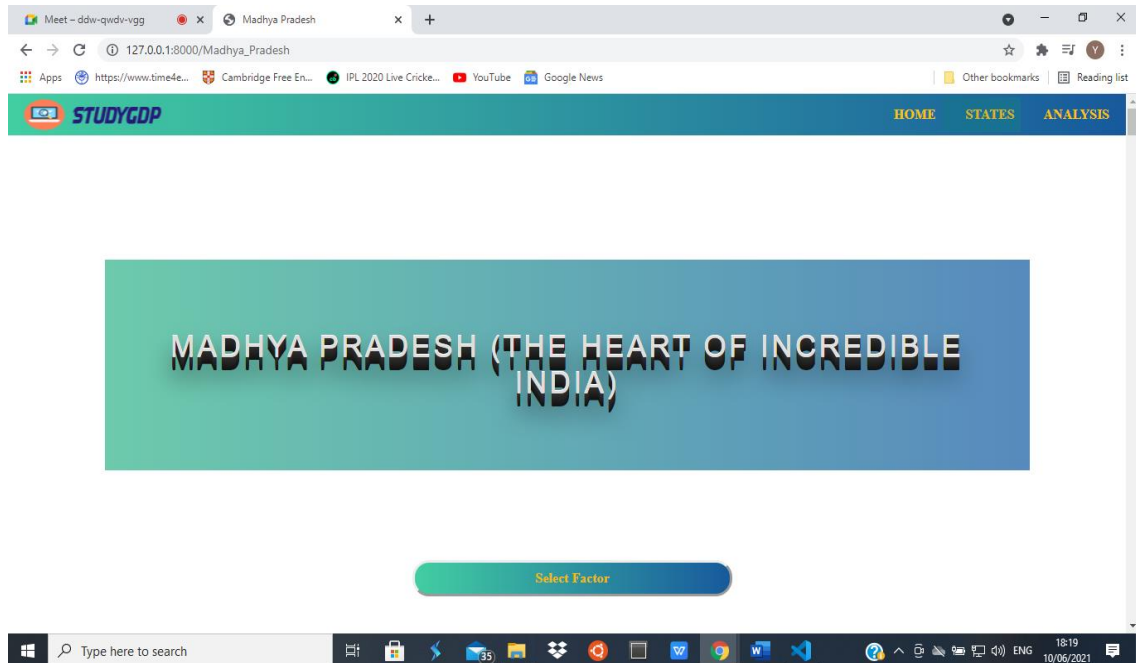 Meet – ddw-qwdv-vgg
Madhya Pradesh
127.0.0.1:8000/Madhya_Pradesh
Y
Apps
https://www.time4e...
Cambridge Free En...
IPL 2020 Live Cricke...
YouTube
Google News
Other bookmarks
Reading list
STUDYGDP
HOME STATES ANALYSIS
MADHYA PRADESH (THE HEART OF INCREDIBLE
INDIA)
Select Factor
Type here to search
35
ENG
18:19
10/06/2021